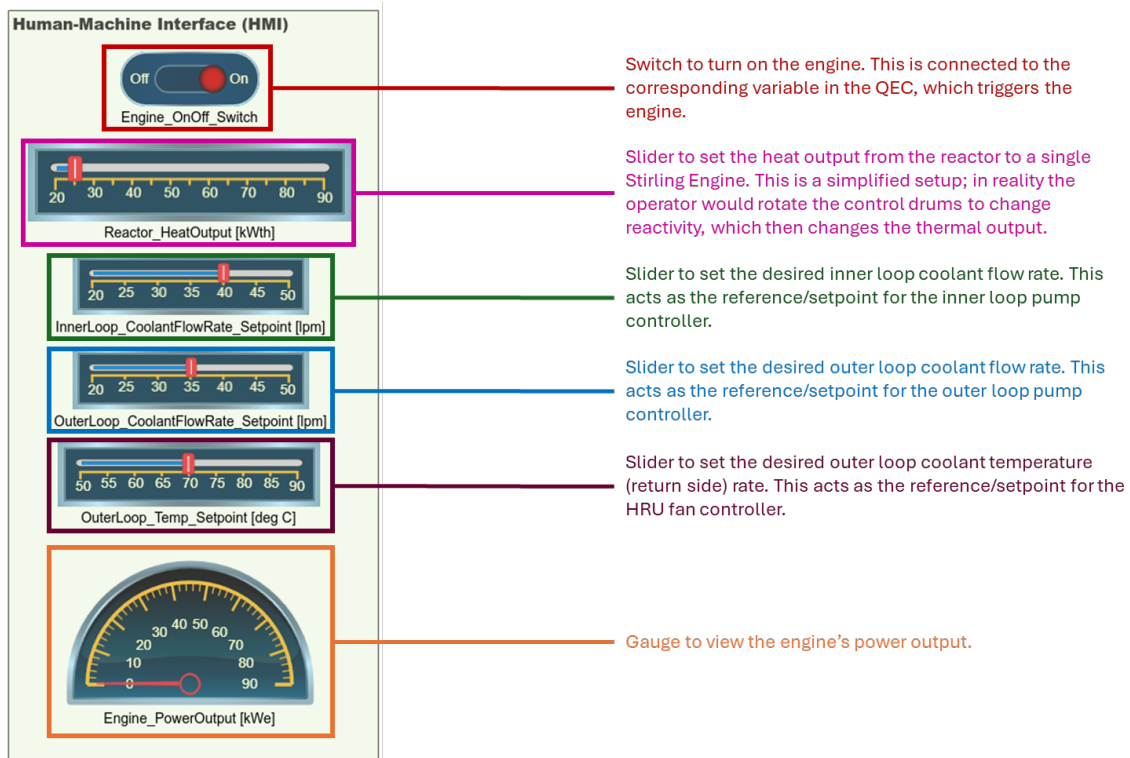 Human-Machine Interface (HMI)
Off On
Engine_OnOff_Switch
Switch to turn on the engine. This is connected to the
corresponding variable in the QEC, which triggers the
engine.
20 30 40 50 60 70 80 90
Reactor_HeatOutput [kWth]
Slider to set the heat output from the reactor to a single
Stirling Engine. This is a simplified setup; in reality the
operator would rotate the control drums to change
reactivity, which then changes the thermal output.
20 25 30 35 40 45 50
InnerLoop_CoolantFlowRate_Setpoint [lpm]
Slider to set the desired inner loop coolant flow rate. This
acts as the reference/setpoint for the inner loop pump
controller.
20 25 30 35 40 45 50
OuterLoop_CoolantFlowRate_Setpoint [lpm]
Slider to set the desired outer loop coolant flow rate. This
acts as the reference/setpoint for the outer loop pump
controller.
50 55 60 65 70 75 80 85 90
OuterLoop_Temp_Setpoint [deg C]
Slider to set the desired outer loop coolant temperature
(return side) rate. This acts as the reference/setpoint for the
HRU fan controller.
0 10 20 30 40 50 60 70 80 90
Engine_PowerOutput [kWe]
Gauge to view the engine’s power output.